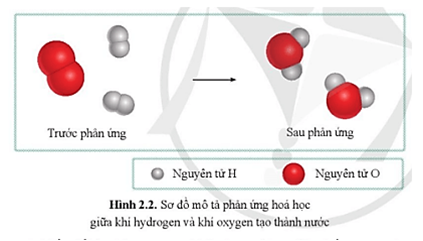 Trước phản ứng
Sau phản ứng
Nguyên tử H
Nguyên tử O
Hình 2.2. Sơ đồ mô tả phản ứng hoá học
giữa khí hydrogen và khí oxygen tạo thành nước